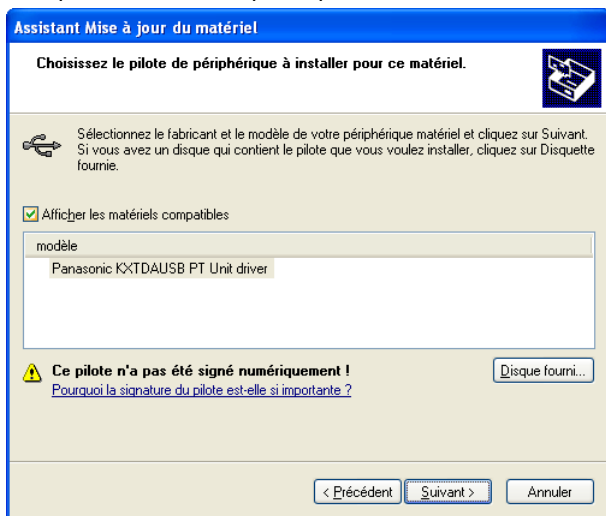 Assistant Mise à jour du matériel
Choisissez le pilote de périphérique à installer pour ce matériel.
Sélectionnez le fabricant et le modèle de votre périphérique matériel et cliquez sur Suivant.
Si vous avez un disque qui contient le pilote que vous voulez installer, cliquez sur Disquette
fournie.
Afficher les matériels compatibles
modèle
Panasonic KXTDAUSB PT Unit driver
Ce pilote n'a pas été signé numériquement !
Disque fourni...
Pourquoi la signature du pilote est-elle si importante ?
< Précédent
Suivant >
Annuler